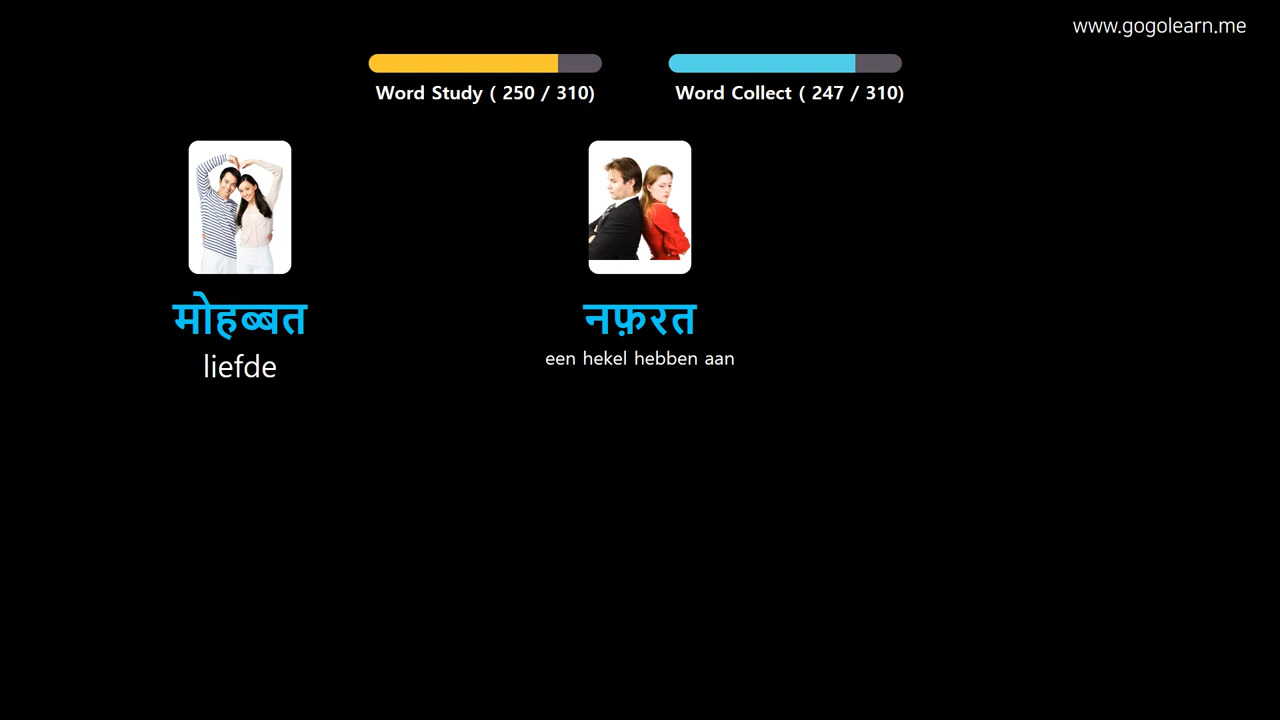 www.gogolearn.me
Word Study ( 250 / 310)
Word Collect ( 247 / 310)
मोहब्बत
liefde
नफ़रत
een hekel hebben aan